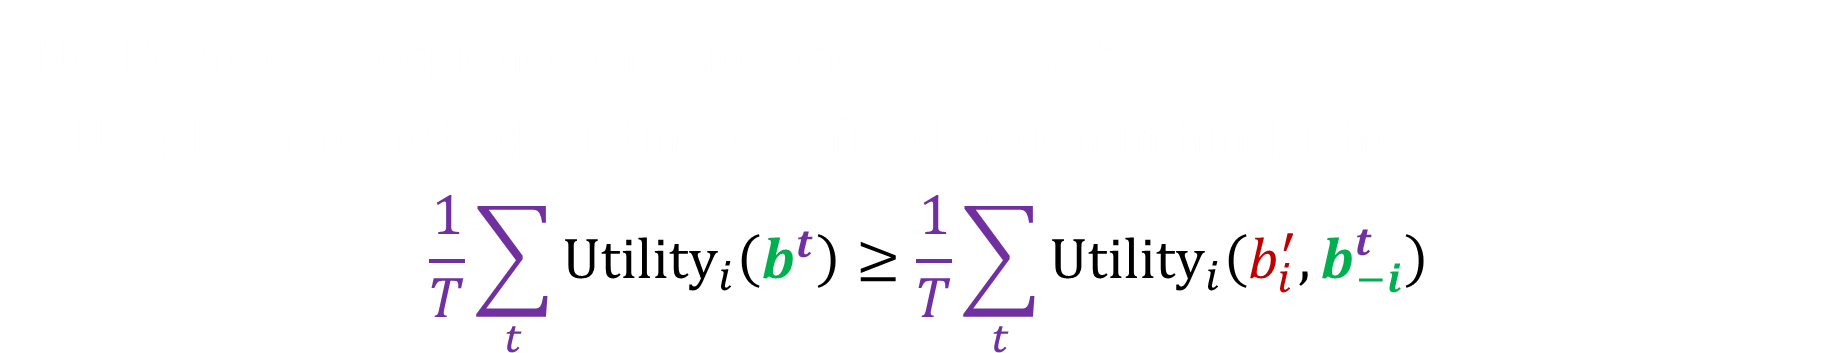 1/T ∑_t Utility_i(b^t) ≥ 1/T ∑_t Utility_i(b'_i, b^t_{-i})